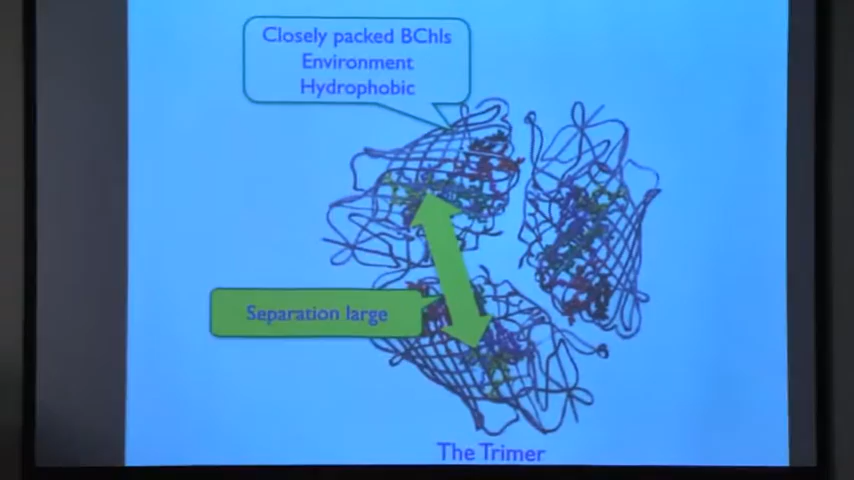 Closely packed BChls
Environment
Hydrophobic
Separation large
The Trimer